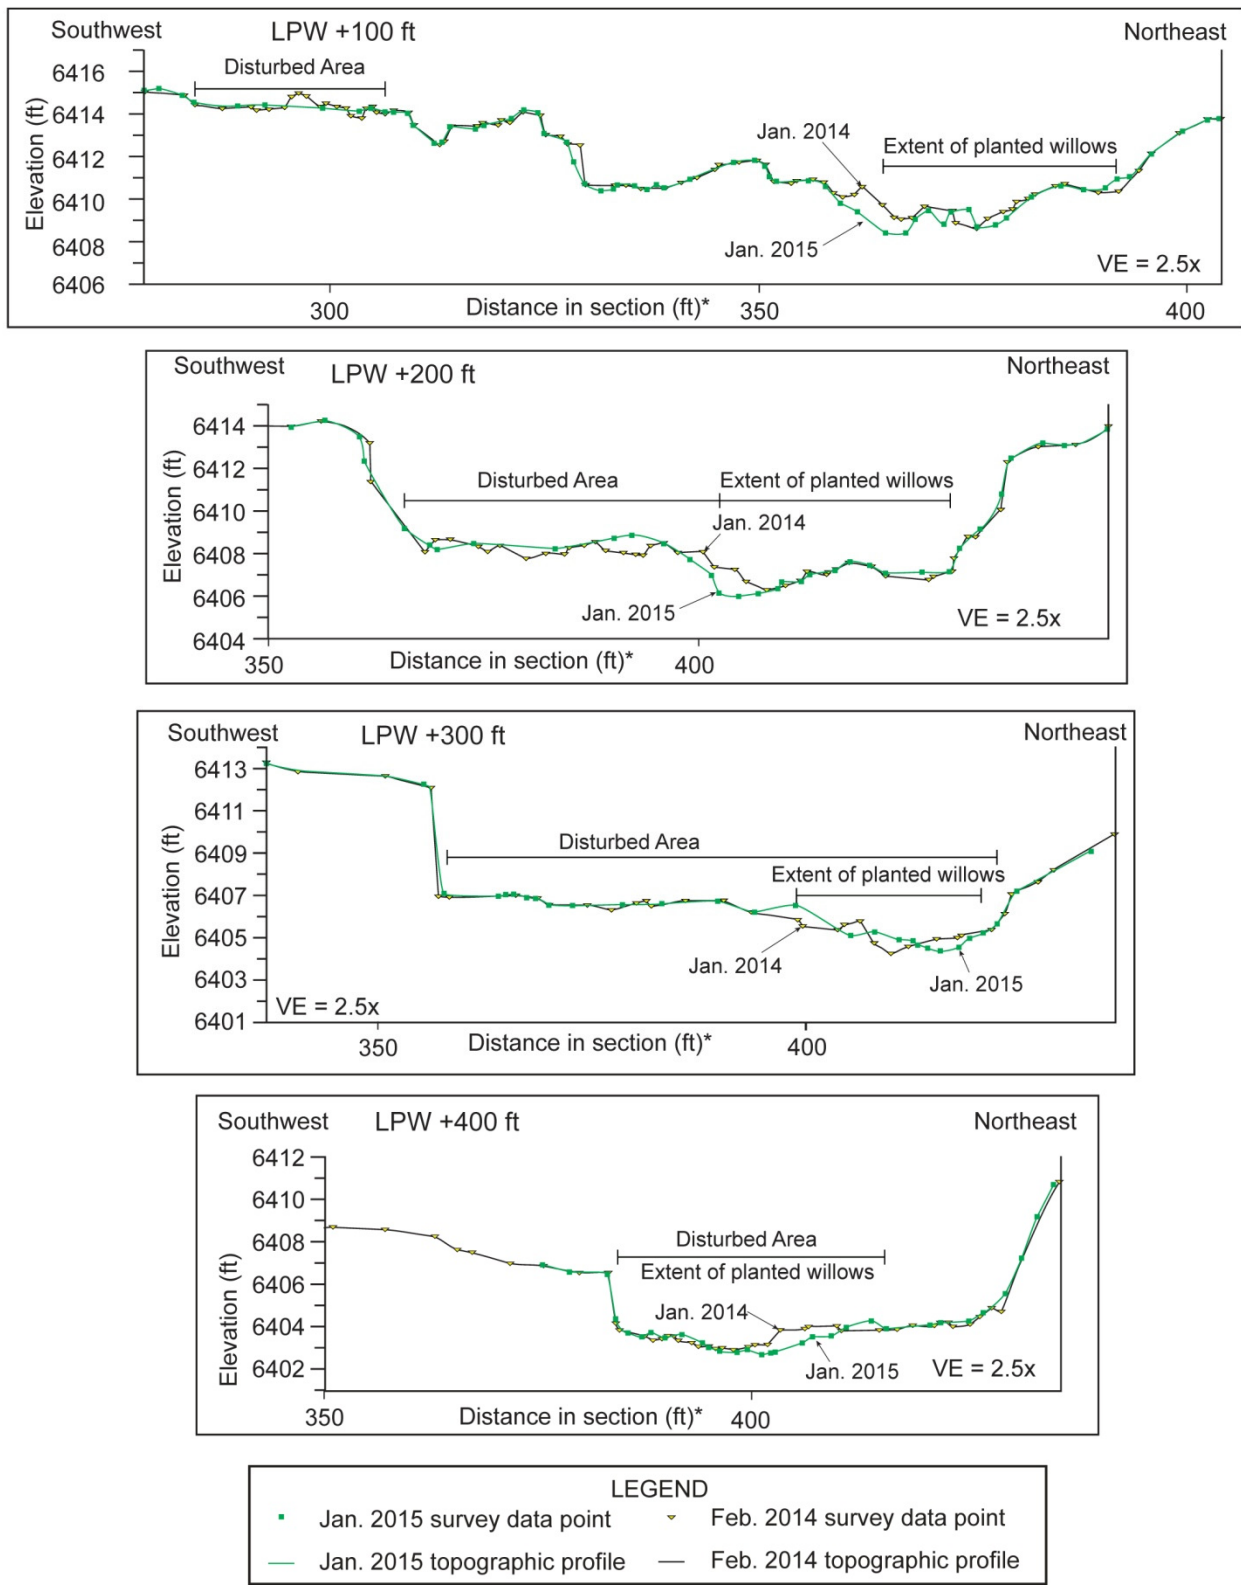 Southwest LPW +100 ft Northeast
Disturbed Area
6416
6414
6412
6410
6408
6406
Elevation (ft)
Jan. 2014
Extent of planted willows
Jan. 2015
VE = 2.5x
300 Distance in section (ft)* 350 400
Southwest LPW +200 ft Northeast
6414
6412
6410
6408
6406
6404
Elevation (ft)
Disturbed Area Extent of planted willows
Jan. 2014
Jan. 2015
VE = 2.5x
350 Distance in section (ft)* 400
Southwest LPW +300 ft Northeast
6413
6411
6409
6407
6405
6403
6401
Elevation (ft)
Disturbed Area
Extent of planted willows
Jan. 2014
Jan. 2015
VE = 2.5x
350 Distance in section (ft)* 400
Southwest LPW +400 ft Northeast
6412
6410
6408
6406
6404
6402
Elevation (ft)
Disturbed Area
Extent of planted willows
Jan. 2014
Jan. 2015
VE = 2.5x
350 Distance in section (ft)* 400
LEGEND
Jan. 2015 survey data point Feb. 2014 survey data point
Jan. 2015 topographic profile Feb. 2014 topographic profile